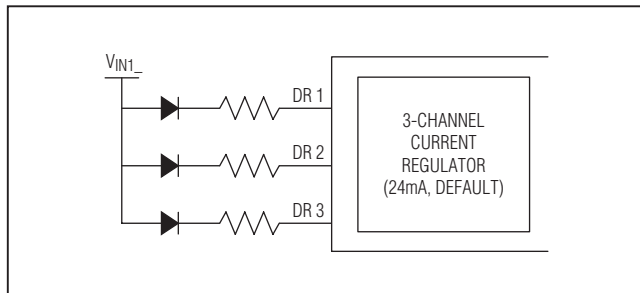 VIN1_
DR 1
DR 2
DR 3
3-CHANNEL
CURRENT
REGULATOR
(24mA, DEFAULT)